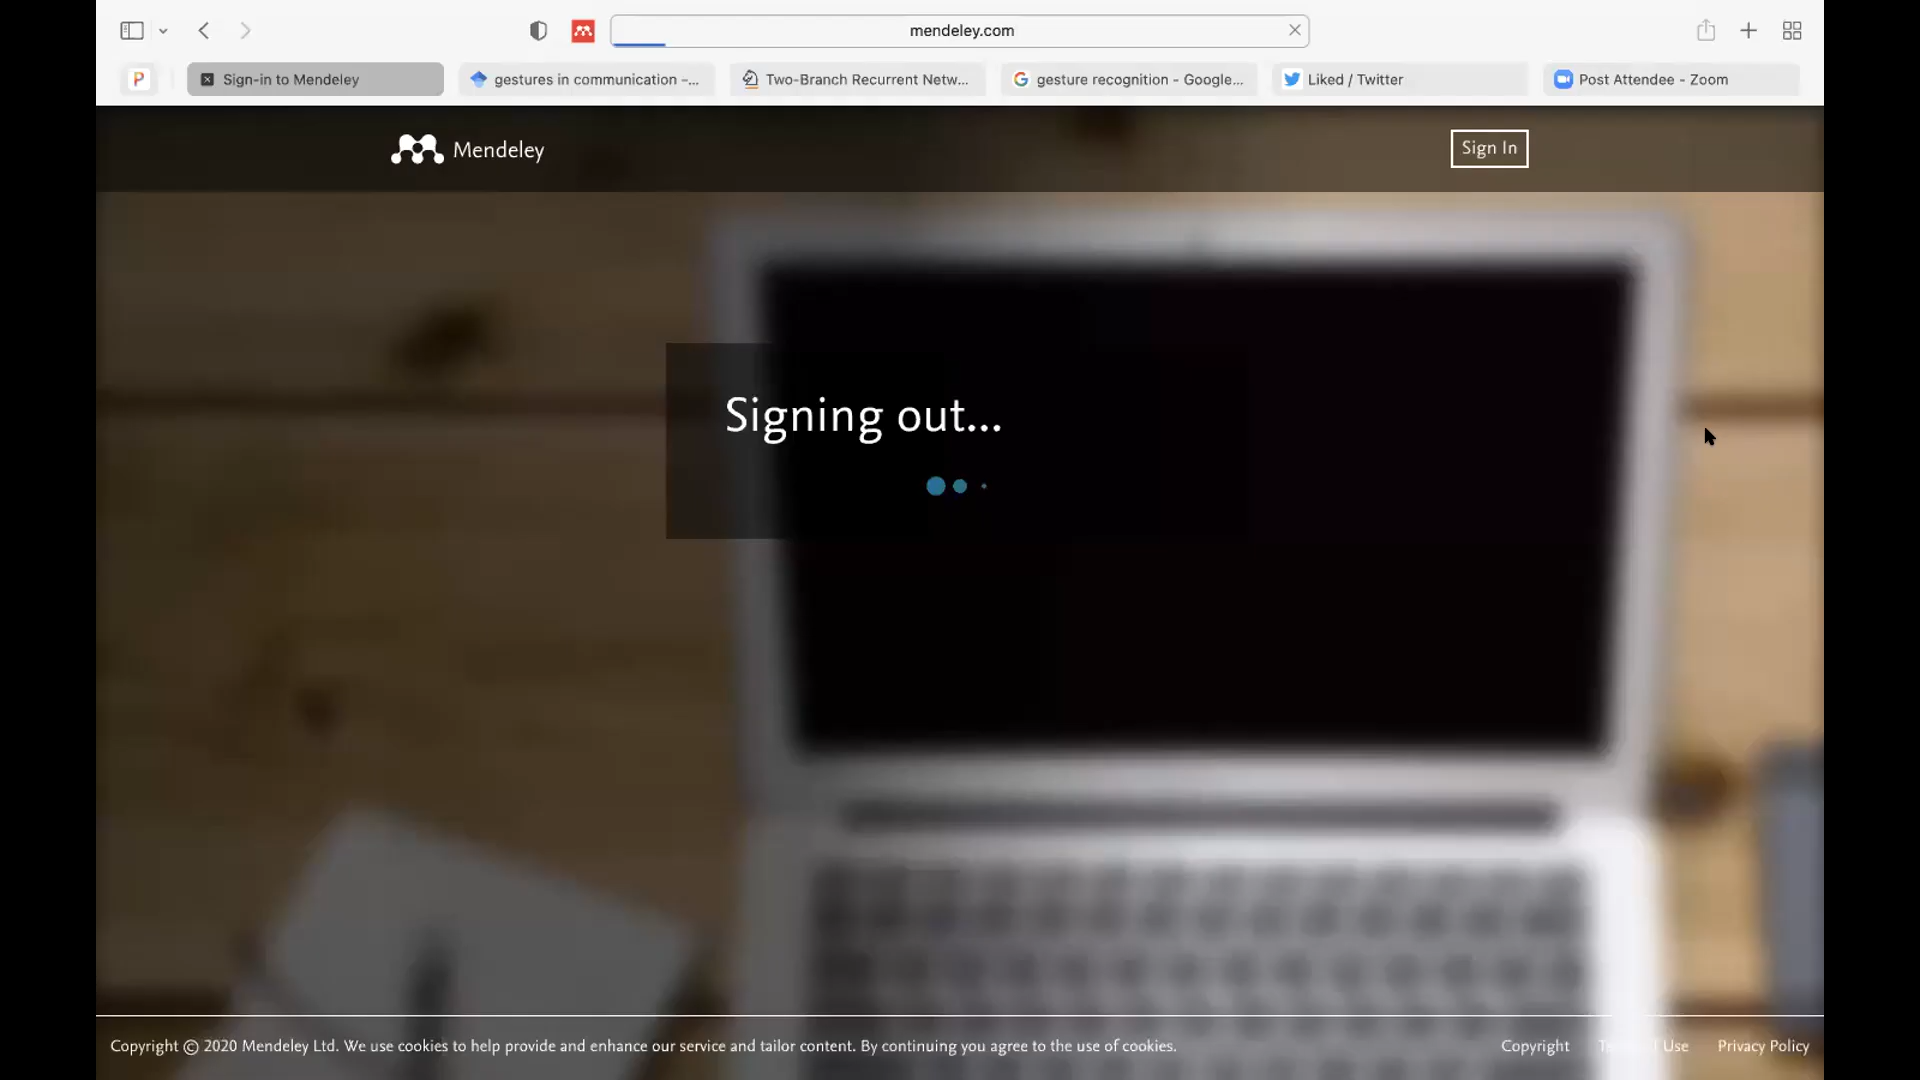 mendeley.com
P
Sign-in to Mendeley
gestures in communication –...
Two-Branch Recurrent Netw...
gesture recognition - Google...
Liked / Twitter
Post Attendee - Zoom
Mendeley
Sign In
Signing out...
Copyright © 2020 Mendeley Ltd. We use cookies to help provide and enhance our service and tailor content. By continuing you agree to the use of cookies.
Copyright
Use
Privacy Policy